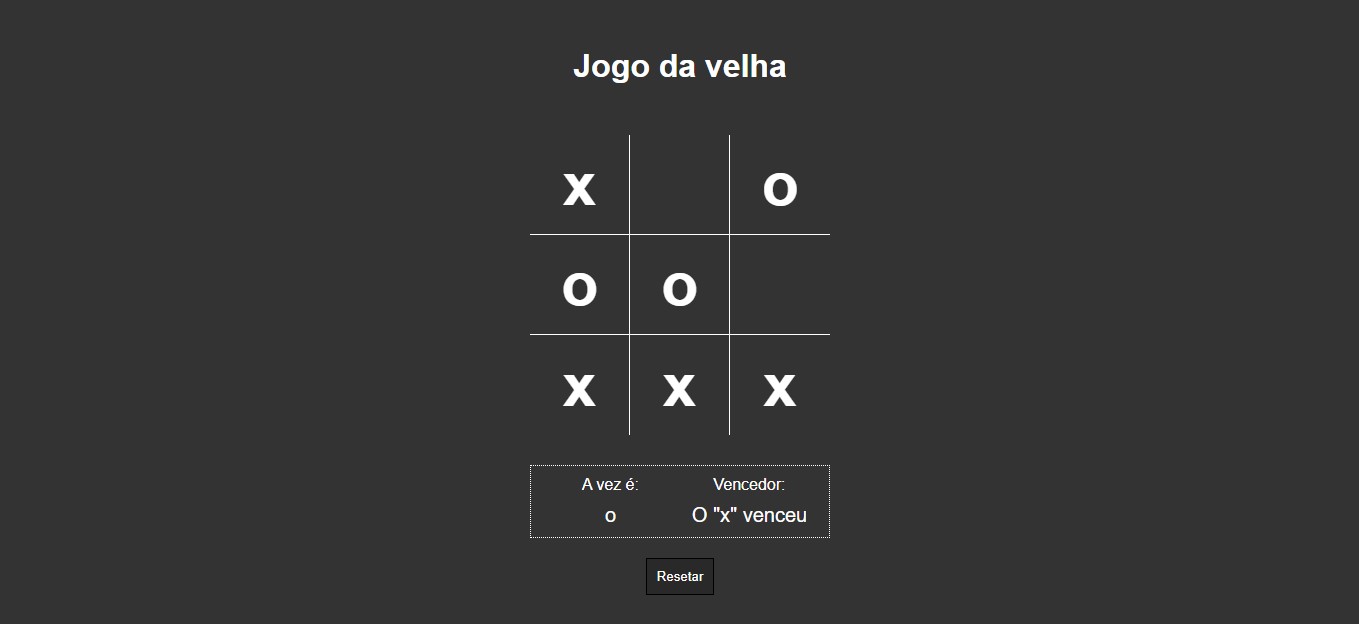 Jogo da velha
x o
o o
x x x
A vez é: Vencedor:
o O "x" venceu
Resetar